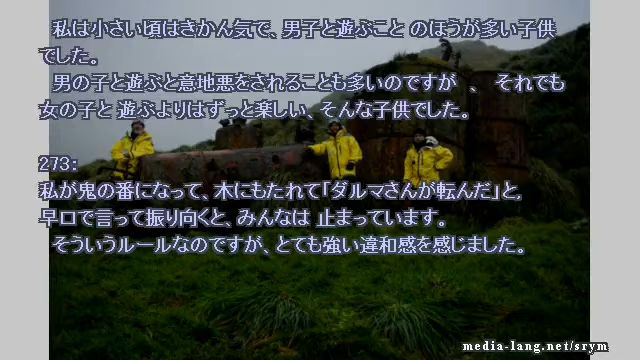 私は小さい頃はきかん気で、男子と遊ぶこと のほうが多い子供
でした。
男の子と遊ぶと意地悪をされることも多いのですが 、 それでも
女の子と 遊ぶよりはずっと楽しい、そんな子供でした。
273:
私が鬼の番になって、木にもたれて「ダルマさんが転んだ」と,
早口で言って振り向くと、みんなは 止まっています。
そういうルールなのですが、とても強い違和感を感じました。
media-lang.net/srym